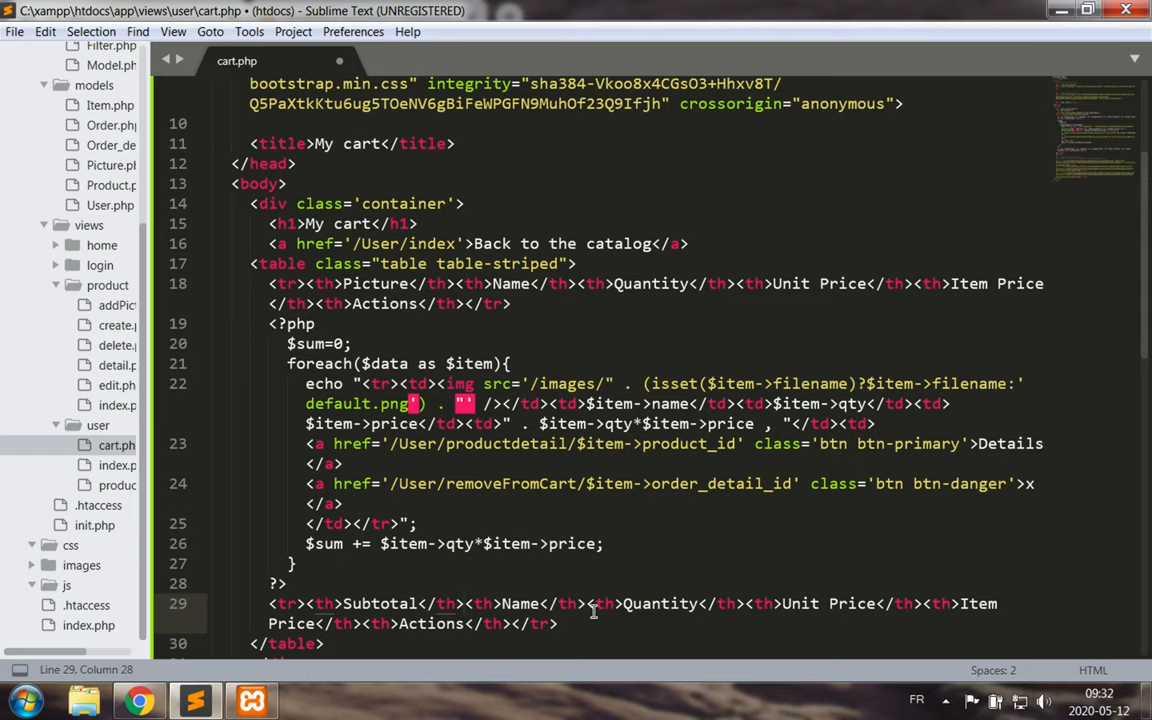 C:\xampp\htdocs\app\views\user\cart.php • (htdocs) - Sublime Text (UNREGISTERED)
File Edit Selection Find View Goto Tools Project Preferences Help
Filter.php
Model.ph
models
Item.php
Order.ph
Order_de
Picture.p
Product.p
User.php
views
home
login
product
addPict
create.p
delete.p
detail.p
edit.ph
index.p
user
cart.ph
index.p
produc
.htaccess
init.php
css
images
js
.htaccess
index.php
cart.php
bootstrap.min.css" integrity="sha384-Vkoo8x4CGsO3+Hhxv8T/
Q5PaXtkKtu6ug5TOeNV6gBiFeWPGFN9MuhOf23Q9Ifjh" crossorigin="anonymous">
10
11 <title>My cart</title>
12 </head>
13 <body>
14 <div class='container'>
15 <h1>My cart</h1>
16 <a href='/User/index'>Back to the catalog</a>
17 <table class="table table-striped">
18 <tr><th>Picture</th><th>Name</th><th>Quantity</th><th>Unit Price</th><th>Item Price
</th><th>Actions</th></tr>
19 <?php
20 $sum=0;
21 foreach($data as $item){
22 echo "<tr><td><img src='/images/" . (isset($item->filename)?$item->filename:'
default.png') . "' /></td><td>$item->name</td><td>$item->qty</td><td>
$item->price</td><td>" . $item->qty*$item->price , "</td><td>
23 <a href='/User/productdetail/$item->product_id' class='btn btn-primary'>Details
</a>
24 <a href='/User/removeFromCart/$item->order_detail_id' class='btn btn-danger'>x
</a>
25 </td></tr>";
26 $sum += $item->qty*$item->price;
27 }
28 ?>
29 <tr><th>Subtotal</th><th>Name</th><th>Quantity</th><th>Unit Price</th><th>Item
Price</th><th>Actions</th></tr>
30 </table>
Line 29, Column 28 Spaces: 2 HTML
FR 09:32
2020-05-12